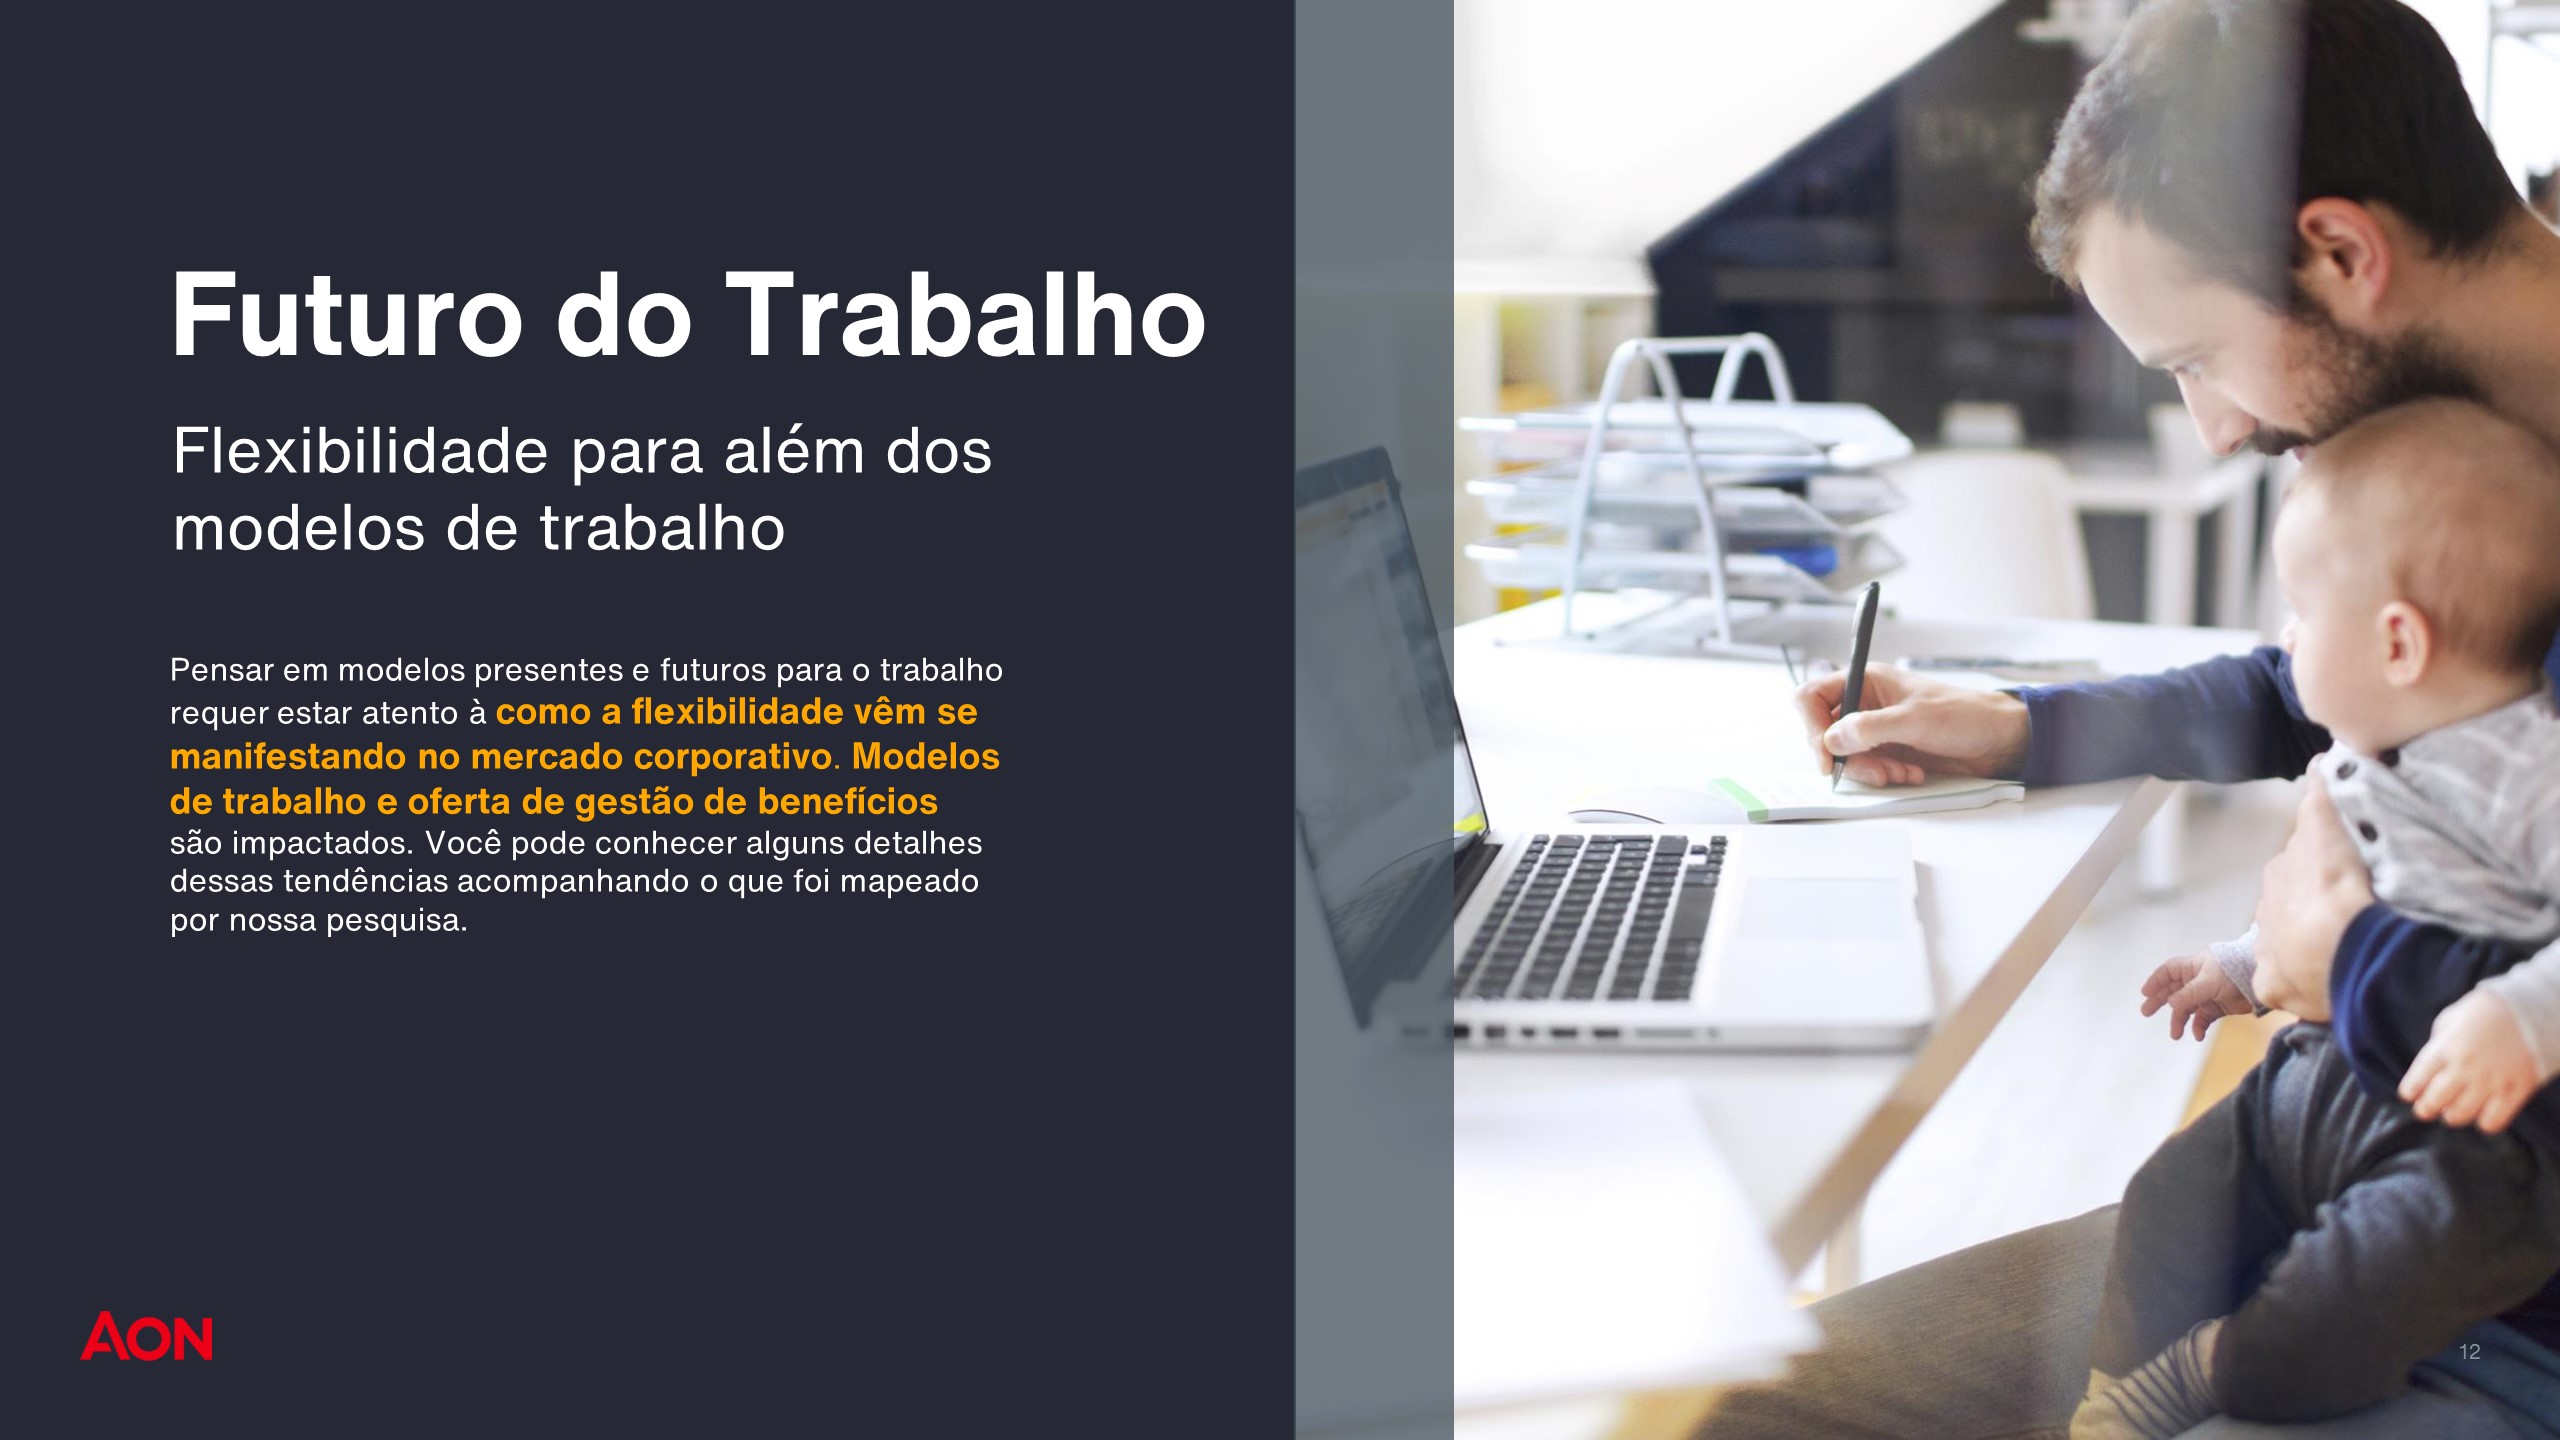 Futuro do Trabalho
Flexibilidade para além dos
modelos de trabalho
Pensar em modelos presentes e futuros para o trabalho
requer estar atento à como a flexibilidade vêm se
manifestando no mercado corporativo. Modelos
de trabalho e oferta de gestão de benefícios
são impactados. Você pode conhecer alguns detalhes
dessas tendências acompanhando o que foi mapeado
por nossa pesquisa.
AON
12